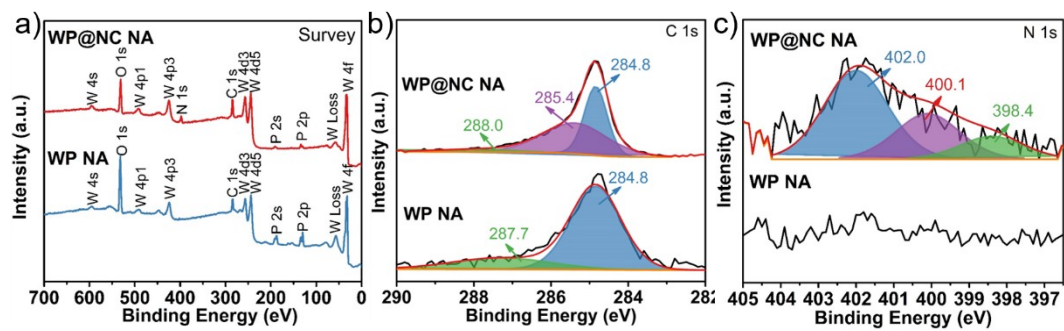 a)
Survey
WP@NC NA
W 4s
O 1s
W 4p1
W 4p3
N 1s
C 1s
W 4d3
W 4d5
P 2s
P 2p
W Loss
W 4f
WP NA
W 4s
O 1s
W 4p1
W 4p3
C 1s
W 4d3
W 4d5
P 2s
P 2p
W Loss
W 4f
Intensity (a.u.)
700 600 500 400 300 200 100 0
Binding Energy (eV)
b)
C 1s
WP@NC NA
284.8
285.4
288.0
WP NA
284.8
287.7
Intensity (a.u.)
290 288 286 284 282
Binding Energy (eV)
c)
N 1s
WP@NC NA
402.0
400.1
398.4
WP NA
Intensity (a.u.)
405 404 403 402 401 400 399 398 397
Binding Energy (eV)